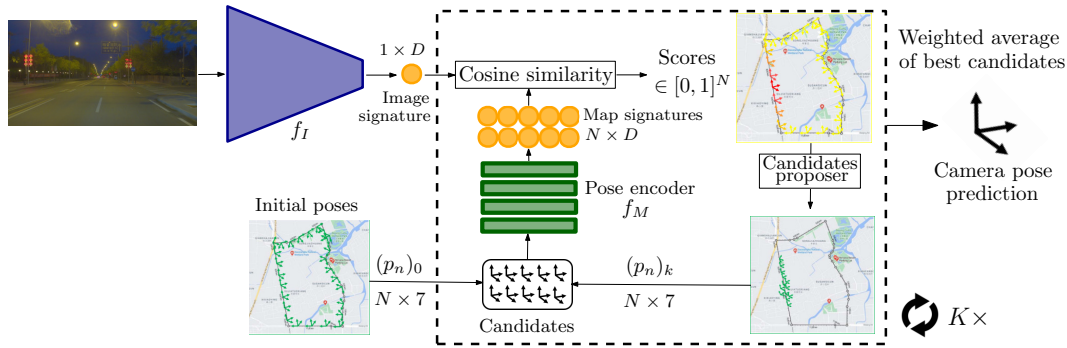 1 × D
f_I
Image
signature
Cosine similarity
Scores
∈ [0, 1]^N
Map signatures
N × D
Pose encoder
f_M
Initial poses
(p_n)_0
N × 7
Candidates
(p_n)_k
N × 7
Candidates
proposer
Weighted average
of best candidates
Camera pose
prediction
K×